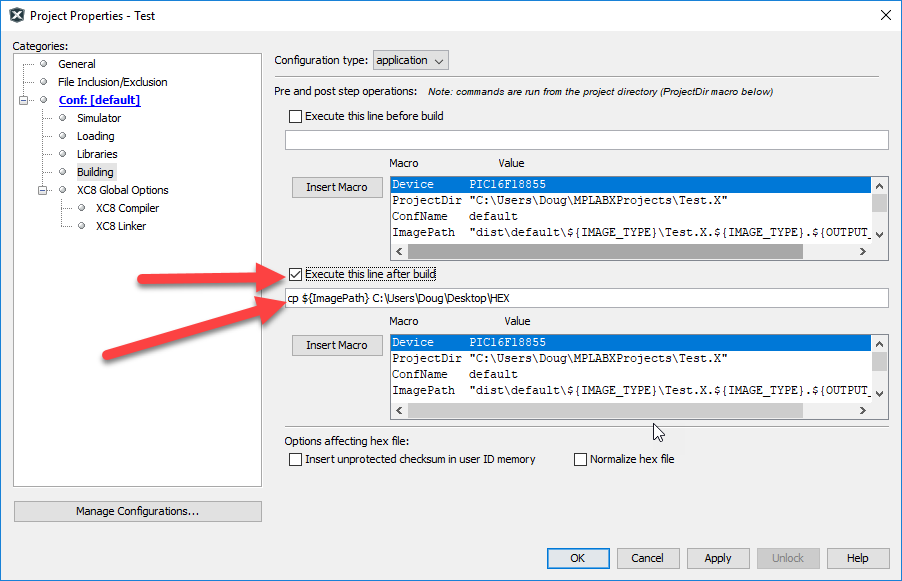 Project Properties - Test
Categories:
General
File Inclusion/Exclusion
Conf: [default]
Simulator
Loading
Libraries
Building
XC8 Global Options
XC8 Compiler
XC8 Linker
Manage Configurations...
Configuration type: application
Pre and post step operations: Note: commands are run from the project directory (ProjectDir macro below)
Execute this line before build
Macro Value
Insert Macro
Device PIC16F18855
ProjectDir "C:\Users\Doug\MPLABXProjects\Test.X"
ConfName default
ImagePath "dist\default\${IMAGE_TYPE}\Test.X.${IMAGE_TYPE}.${OUTPUT_
Execute this line after build
cp ${ImagePath} C:\Users\Doug\Desktop\HEX
Macro Value
Insert Macro
Device PIC16F18855
ProjectDir "C:\Users\Doug\MPLABXProjects\Test.X"
ConfName default
ImagePath "dist\default\${IMAGE_TYPE}\Test.X.${IMAGE_TYPE}.${OUTPUT_
Options affecting hex file:
Insert unprotected checksum in user ID memory Normalize hex file
OK Cancel Apply Unlock Help